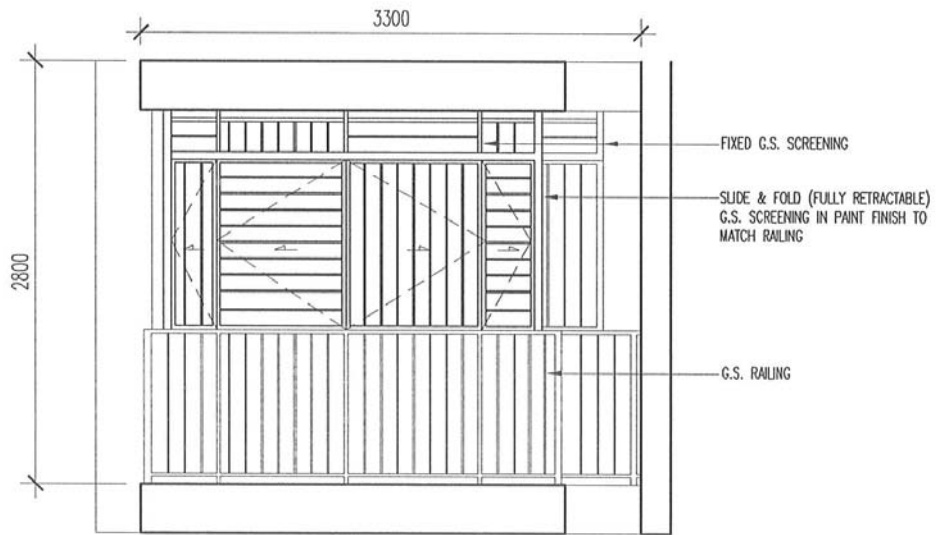 3300
2800
FIXED G.S. SCREENING
SLIDE & FOLD (FULLY RETRACTABLE)
G.S. SCREENING IN PAINT FINISH TO
MATCH RAILING
G.S. RAILING